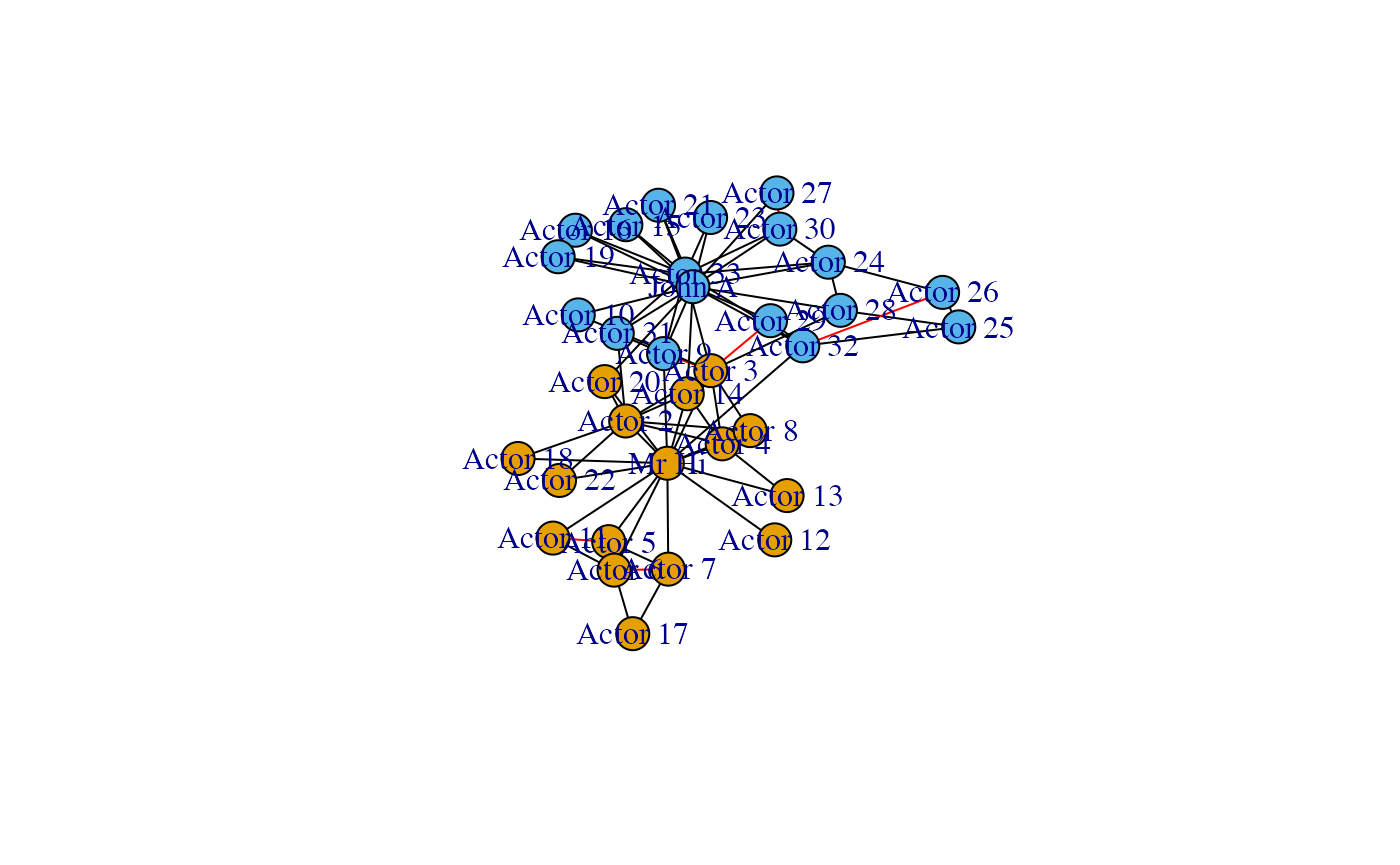 Actor 27
Actor 21
Actor 23
Actor 15
Actor 16
Actor 30
Actor 19
Actor 24
Actor 33
John A
Actor 26
Actor 28
Actor 10
Actor 29
Actor 25
Actor 31
Actor 32
Actor 9
Actor 3
Actor 20
Actor 14
Actor 2
Actor 8
Actor 4
Actor 18
Mr Hi
Actor 22
Actor 13
Actor 11
Actor 5
Actor 12
Actor 6
Actor 7
Actor 17